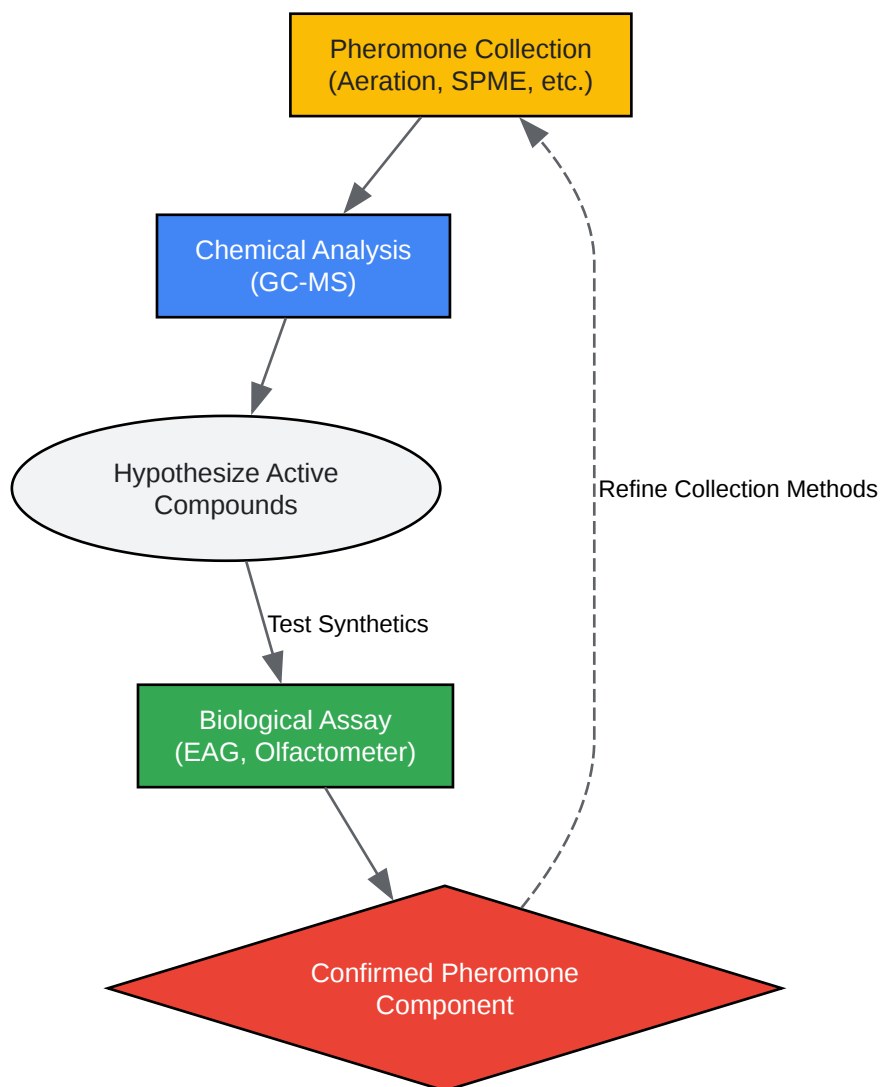 Pheromone Collection
(Aeration, SPME, etc.)
Chemical Analysis
(GC-MS)
Hypothesize Active
Compounds
Refine Collection Methods
Test Synthetics
Biological Assay
(EAG, Olfactometer)
Confirmed Pheromone
Component